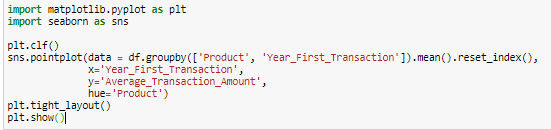 import matplotlib.pyplot as plt
import seaborn as sns

plt.clf()
sns.pointplot(data = df.groupby(['Product', 'Year_First_Transaction']).mean().reset_index(),
              x='Year_First_Transaction',
              y='Average_Transaction_Amount',
              hue='Product')
plt.tight_layout()
plt.show()